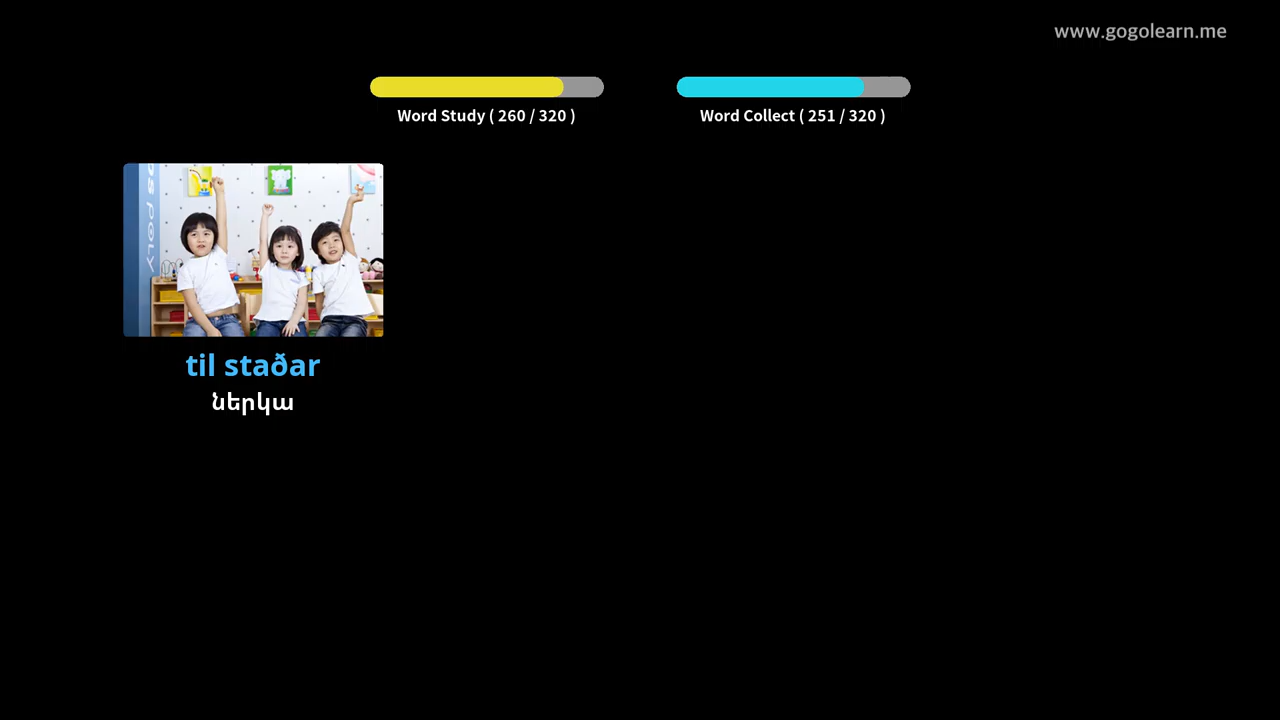 www.gogolearn.me
Word Study ( 260 / 320 )
Word Collect ( 251 / 320 )
til staðar
ներկա